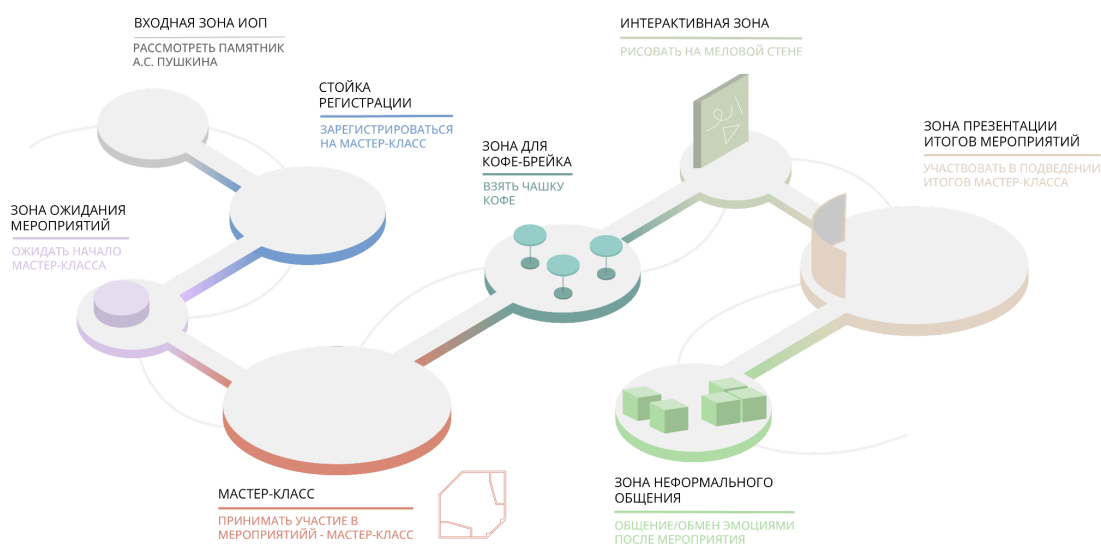 ВХОДНАЯ ЗОНА ИОП
РАССМОТРЕТЬ ПАМЯТНИК
А.С. ПУШКИНА
СТОЙКА
РЕГИСТРАЦИИ
ЗАРЕГИСТРИРОВАТЬСЯ
НА МАСТЕР-КЛАСС
ЗОНА ОЖИДАНИЯ
МЕРОПРИЯТИЙ
ОЖИДАТЬ НАЧАЛО
МАСТЕР-КЛАССА
МАСТЕР-КЛАСС
ПРИНИМАТЬ УЧАСТИЕ В
МЕРОПРИЯТИЙЙ - МАСТЕР-КЛАСС
ЗОНА ДЛЯ
КОФЕ-БРЕЙКА
ВЗЯТЬ ЧАШКУ
КОФЕ
ИНТЕРАКТИВНАЯ ЗОНА
РИСОВАТЬ НА МЕЛОВОЙ СТЕНЕ
ЗОНА ПРЕЗЕНТАЦИИ
ИТОГОВ МЕРОПРИЯТИЙ
УЧАСТВОВАТЬ В ПОДВЕДЕНИИ
ИТОГОВ МАСТЕР-КЛАССА
ЗОНА НЕФОРМАЛЬНОГО
ОБЩЕНИЯ
ОБЩЕНИЕ/ОБМЕН ЭМОЦИЯМИ
ПОСЛЕ МЕРОПРИЯТИЯ